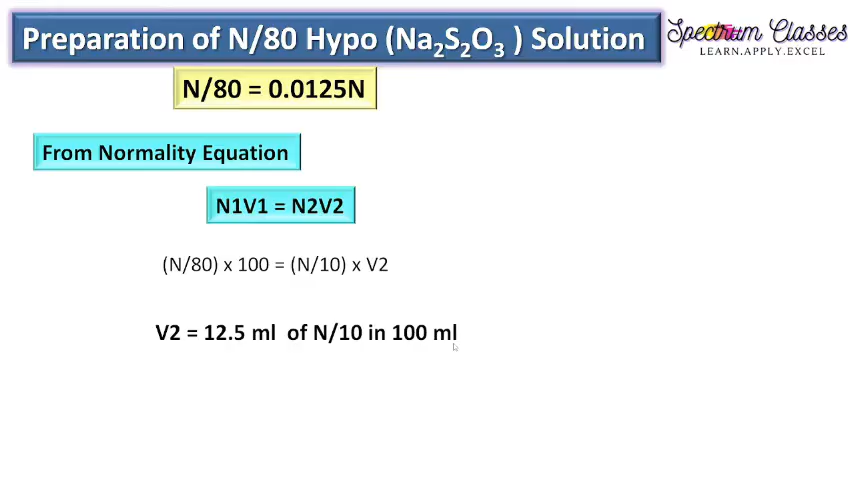 Preparation of N/80 Hypo (Na₂S₂O₃ ) Solution
Spectrum Classes
LEARN.APPLY.EXCEL
N/80 = 0.0125N
From Normality Equation
N1V1 = N2V2
(N/80) x 100 = (N/10) x V2
V2 = 12.5 ml of N/10 in 100 ml